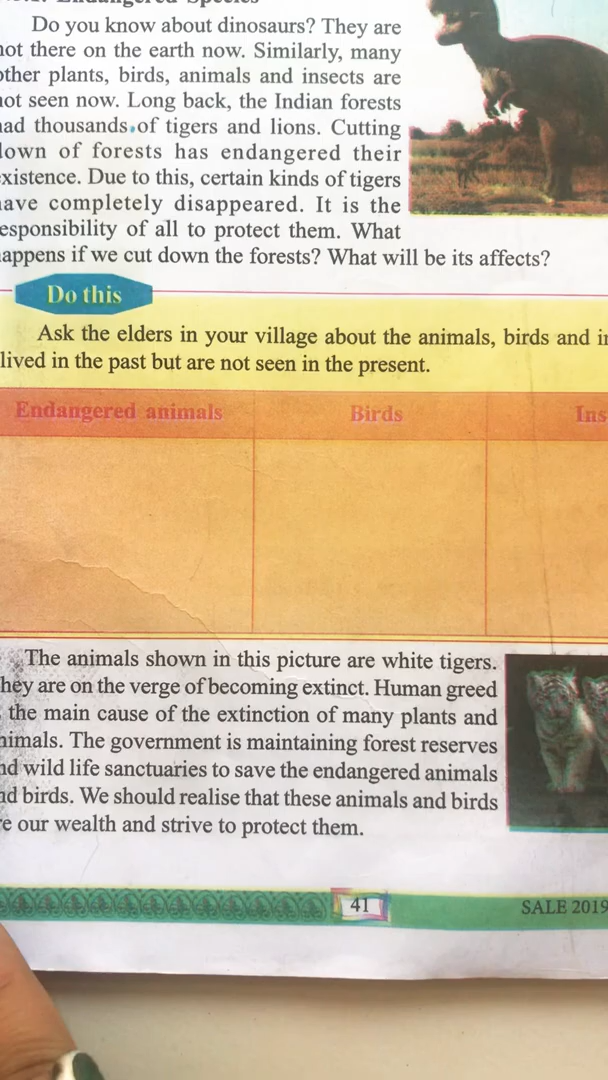 Endangered Species
Do you know about dinosaurs? They are
not there on the earth now. Similarly, many
other plants, birds, animals and insects are
not seen now. Long back, the Indian forests
had thousands of tigers and lions. Cutting
down of forests has endangered their
existence. Due to this, certain kinds of tigers
have completely disappeared. It is the
responsibility of all to protect them. What
happens if we cut down the forests? What will be its affects?
Do this
Ask the elders in your village about the animals, birds and in
lived in the past but are not seen in the present.
Endangered animals Birds Ins
The animals shown in this picture are white tigers.
They are on the verge of becoming extinct. Human greed
the main cause of the extinction of many plants and
animals. The government is maintaining forest reserves
and wild life sanctuaries to save the endangered animals
and birds. We should realise that these animals and birds
re our wealth and strive to protect them.
41
SALE 2019